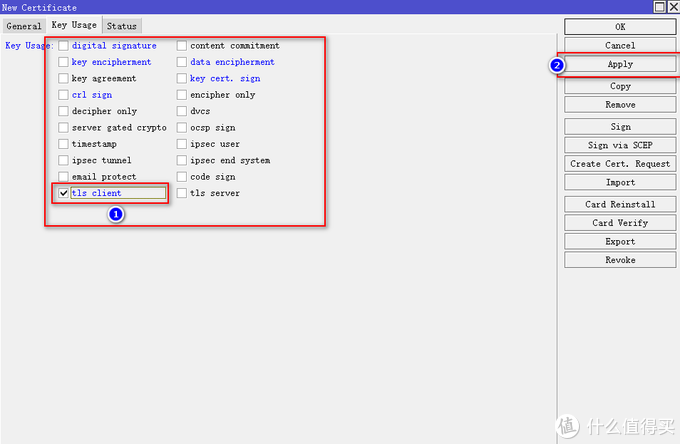 New Certificate
General Key Usage Status
Key Usage: digital signature content commitment
key encipherment data encipherment
key agreement key cert. sign
crl sign encipher only
decipher only dvcs
server gated crypto ocsp sign
timestamp ipsec user
ipsec tunnel ipsec end system
email protect code sign
tls client tls server
1
OK
Cancel
2 Apply
Copy
Remove
Sign
Sign via SCEP
Create Cert. Request
Import
Card Reinstall
Card Verify
Export
Revoke
值 什么值得买